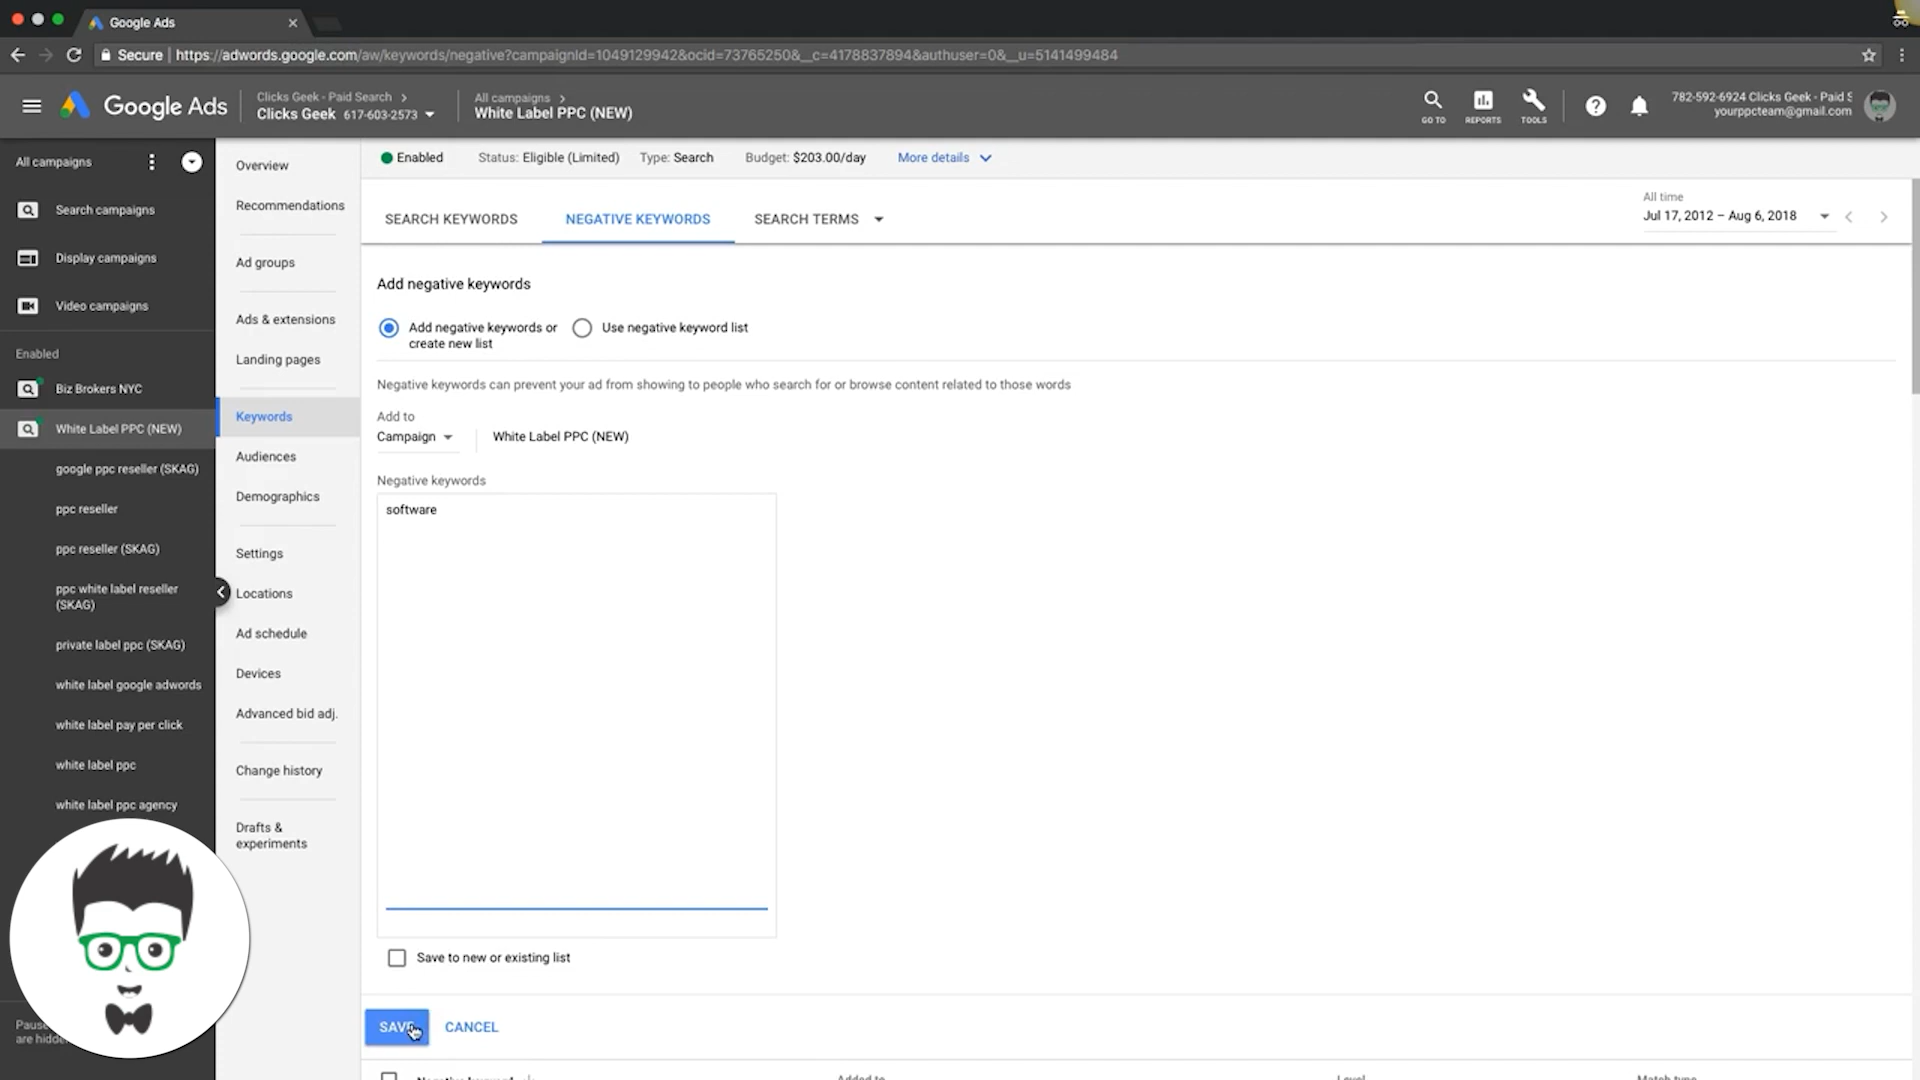 Google Ads
Secure
https://adwords.google.com/aw/keywords/negative?campaignId=1049129942&ocid=73765250&__c=4178837894&authuser=0&__u=5141499484
Google Ads
Clicks Geek - Paid Search
Clicks Geek 617-603-2573
All campaigns
White Label PPC (NEW)
GO TO
REPORTS
TOOLS
782-592-6924 Clicks Geek - Paid S
yourppcteam@gmail.com
All campaigns
Search campaigns
Display campaigns
Video campaigns
Enabled
Biz Brokers NYC
White Label PPC (NEW)
google ppc reseller (SKAG)
ppc reseller
ppc reseller (SKAG)
ppc white label reseller
(SKAG)
private label ppc (SKAG)
white label google adwords
white label pay per click
white label ppc
white label ppc agency
Overview
Recommendations
Ad groups
Ads & extensions
Landing pages
Keywords
Audiences
Demographics
Settings
Locations
Ad schedule
Devices
Advanced bid adj.
Change history
Drafts &
experiments
Enabled
Status: Eligible (Limited)
Type: Search
Budget: $203.00/day
More details
SEARCH KEYWORDS
NEGATIVE KEYWORDS
SEARCH TERMS
All time
Jul 17, 2012 – Aug 6, 2018
Add negative keywords
Add negative keywords or
create new list
Use negative keyword list
Negative keywords can prevent your ad from showing to people who search for or browse content related to those words
Add to
Campaign
White Label PPC (NEW)
Negative keywords
software
Save to new or existing list
SAVE
CANCEL
Negative keyword
Added to
Level
Match type